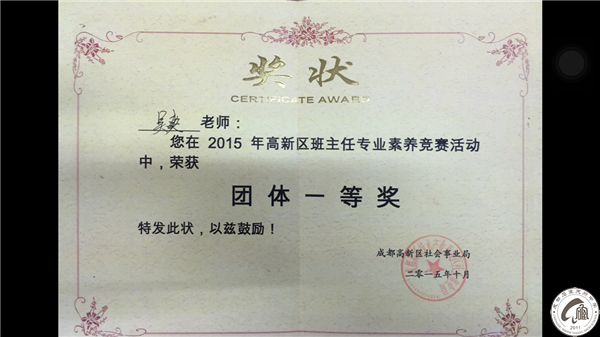 奖状
CERTIFICATE AWARD
老师：
您在 2015 年高新区班主任专业素养竞赛活动
中，荣获
团体一等奖
特发此状，以兹鼓励！
成都高新区社会事业局
二零一五年十月
2011